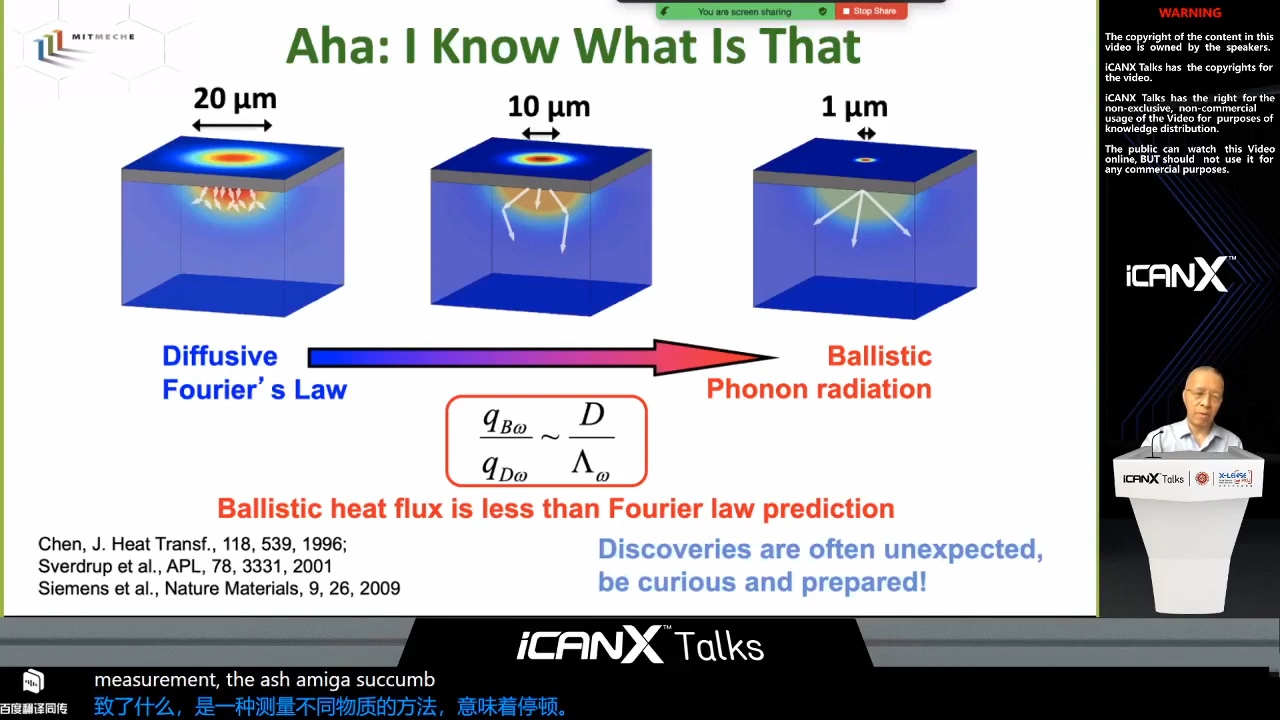 You are screen sharing
Stop Share
MITMECHE
Aha: I Know What Is That
20 μm
10 μm
1 μm
Diffusive
Fourier's Law
Ballistic
Phonon radiation
q_Bω / q_Dω ~ D / Λ_ω
Ballistic heat flux is less than Fourier law prediction
Chen, J. Heat Transf., 118, 539, 1996;
Sverdrup et al., APL, 78, 3331, 2001
Siemens et al., Nature Materials, 9, 26, 2009
Discoveries are often unexpected,
be curious and prepared!
WARNING
The copyright of the content in this
video is owned by the speakers.
iCANX Talks has the copyrights for
the video.
iCANX Talks has the right for the
non-exclusive, non-commercial
usage of the Video for purposes of
knowledge distribution.
The public can watch this Video
online, BUT should not use it for
any commercial purposes.
iCANX™
iCANX Talks
X-LENSE
iCANX™ Talks
百度翻译同传
measurement, the ash amiga succumb
致了什么，是一种测量不同物质的方法，意味着停顿。